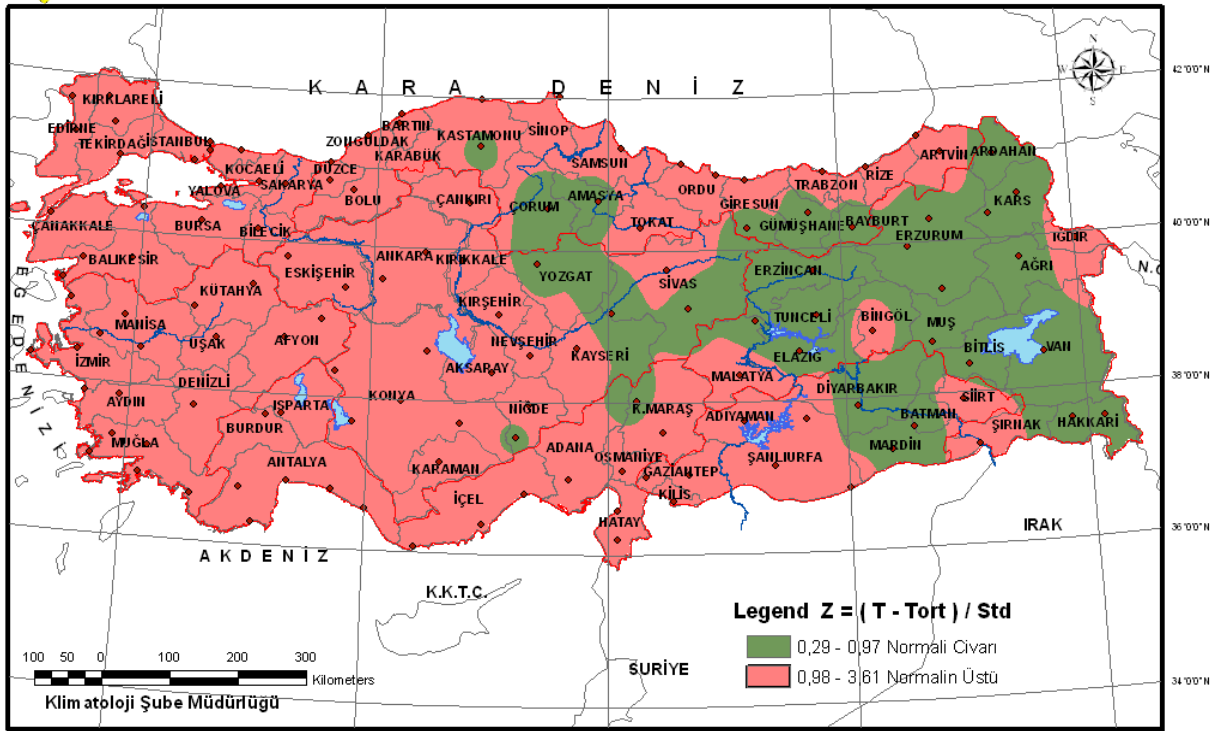 K A R A D E N İ Z
N
W E
S
42°0'0"N
KIRKLARELİ
EDİRNE
TEKİRDAĞ
İSTANBUL
KOCAELİ
YALOVA
SAKARYA
DÜZCE
ZONGULDAK
BARTIN
KARABÜK
KASTAMONU
SİNOP
SAMSUN
ORDU
GİRESUN
TRABZON
RİZE
ARTVİN
ARDAHAN
KARS
IĞDIR
40°0'0"N
ÇANAKKALE
BURSA
BİLECİK
BOLU
ÇANKIRI
ÇORUM
AMASYA
TOKAT
GÜMÜŞHANE
BAYBURT
ERZURUM
AĞRI
BALIKESİR
ESKİŞEHİR
ANKARA
KIRIKKALE
YOZGAT
SİVAS
ERZİNCAN
KÜTAHYA
KIRŞEHİR
TUNCELİ
BİNGÖL
MUŞ
BİTLİS
VAN
MANİSA
UŞAK
AFYON
NEVŞEHİR
KAYSERİ
ELAZIĞ
İZMİR
AKSARAY
MALATYA
DİYARBAKIR
38°0'0"N
DENİZLİ
AYDIN
ISPARTA
BURDUR
KONYA
NİĞDE
K.MARAŞ
ADIYAMAN
BATMAN
SİİRT
ŞIRNAK
HAKKARİ
MARDİN
MUĞLA
ANTALYA
KARAMAN
ADANA
OSMANİYE
GAZİANTEP
ŞANLIURFA
İÇEL
KİLİS
HATAY
E G E D E N İ Z İ
IRAK
36°0'0"N
A K D E N İ Z
K.K.T.C.
SURİYE
Legend Z = ( T - Tort ) / Std
0,29 - 0,97 Normali Civarı
0,98 - 3,61 Normalin Üstü
100 50 0 100 200 300
Kilometers
Klimatoloji Şube Müdürlüğü
34°0'0"N